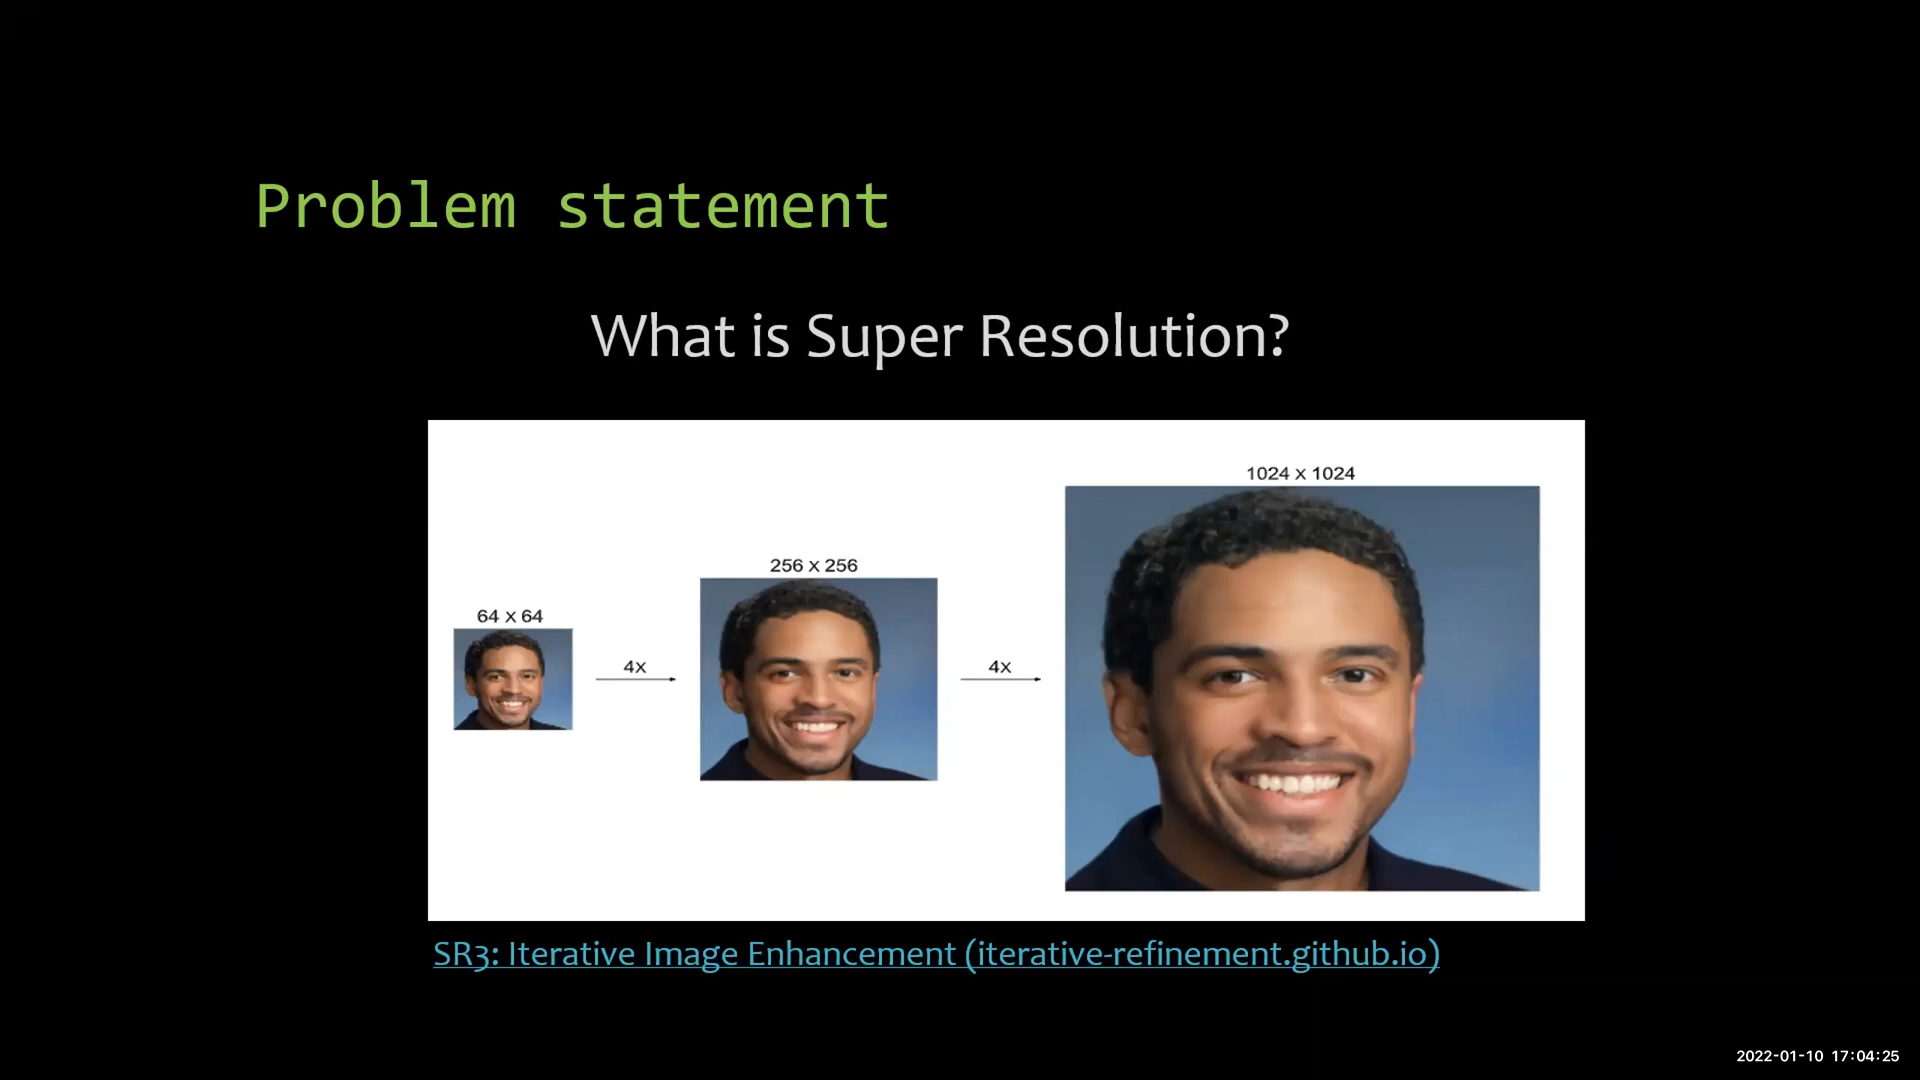 Problem statement
What is Super Resolution?
1024 x 1024
256 x 256
64 x 64
4x
4x
SR3: Iterative Image Enhancement (iterative-refinement.github.io)
2022-01-10 17:04:25